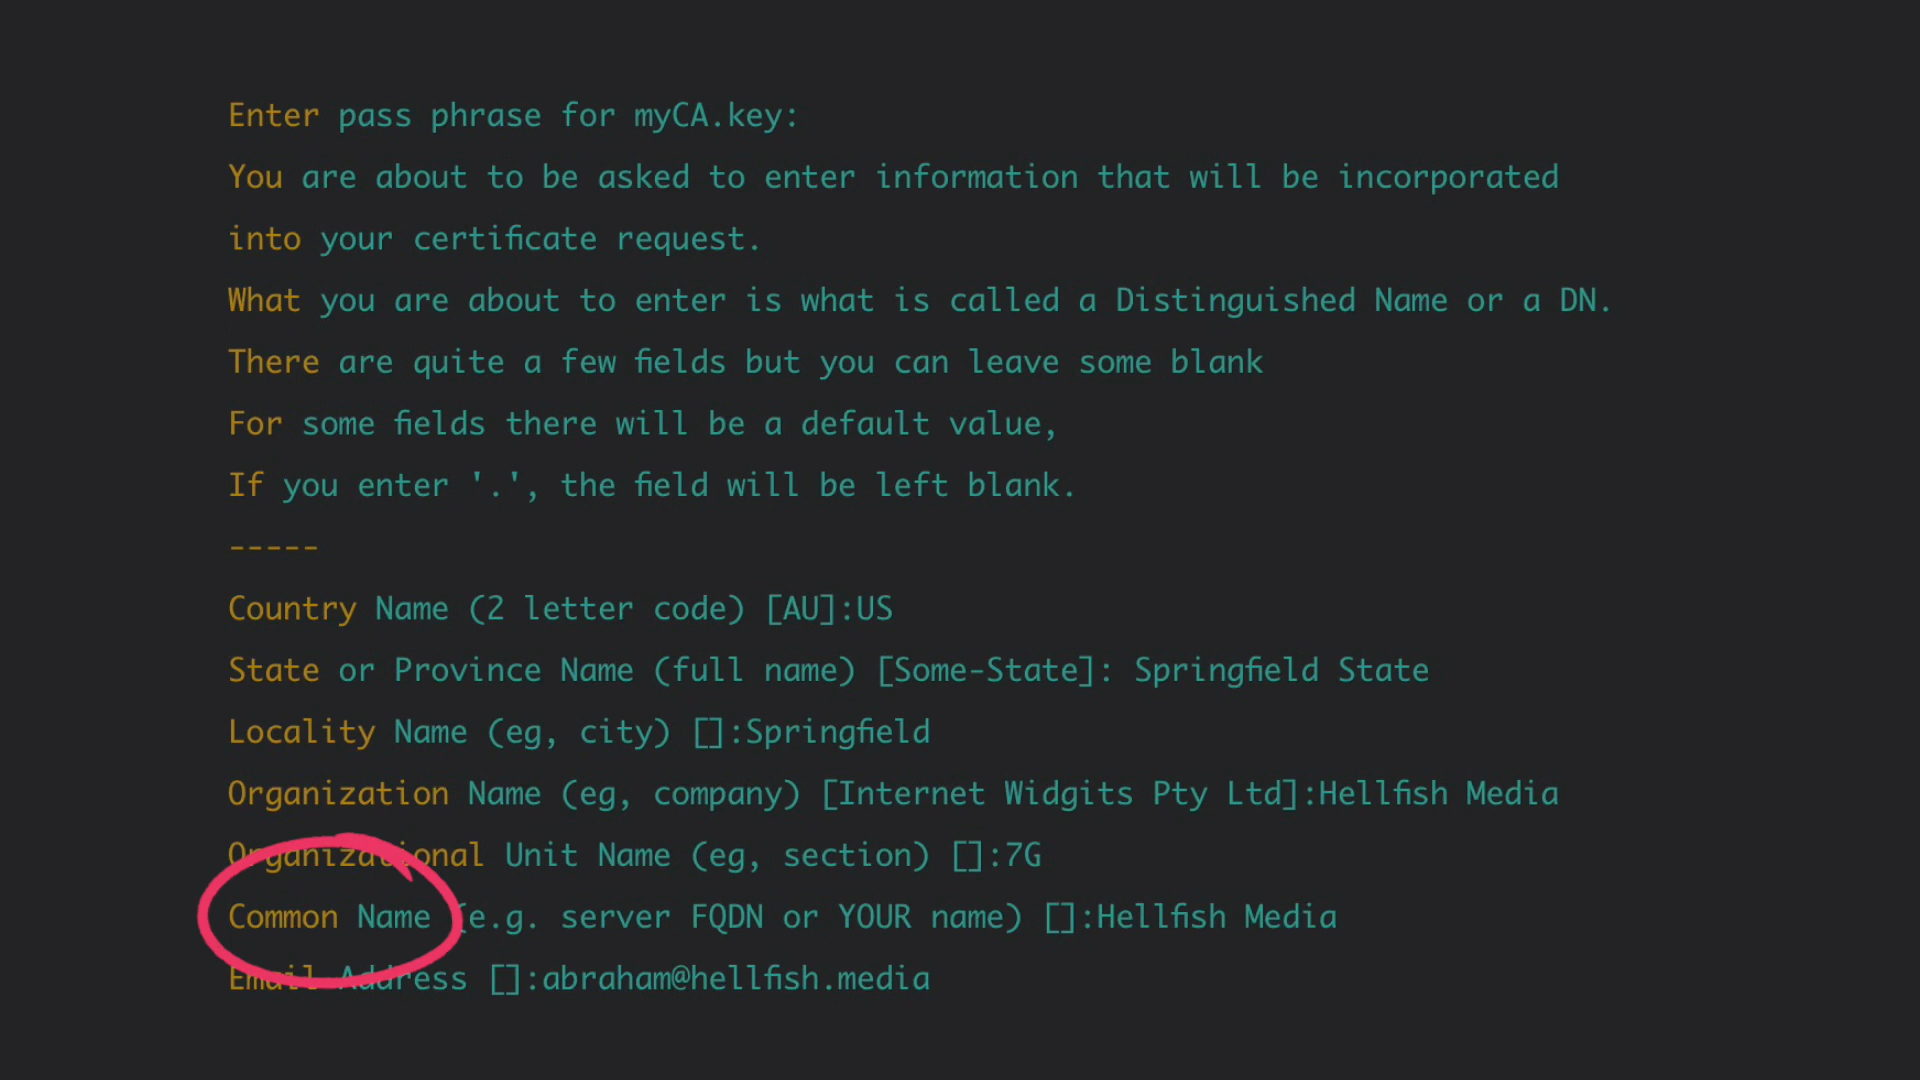 Enter pass phrase for myCA.key:
You are about to be asked to enter information that will be incorporated
into your certificate request.
What you are about to enter is what is called a Distinguished Name or a DN.
There are quite a few fields but you can leave some blank
For some fields there will be a default value,
If you enter '.', the field will be left blank.
-----
Country Name (2 letter code) [AU]:US
State or Province Name (full name) [Some-State]: Springfield State
Locality Name (eg, city) []:Springfield
Organization Name (eg, company) [Internet Widgits Pty Ltd]:Hellfish Media
Organizational Unit Name (eg, section) []:7G
Common Name (e.g. server FQDN or YOUR name) []:Hellfish Media
Email Address []:abraham@hellfish.media